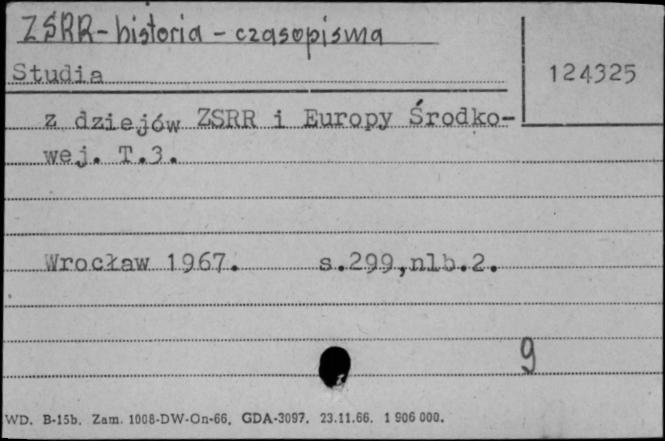 ZSRR - historia - czasopisma
Studia
124325
z dziejów ZSRR i Europy Środko-
wej. T.3.
Wrocław 1967. s.299,nlb.2.
9
WD. B-15b. Zam. 1008-DW-On-66. GDA-3097. 23.11.66. 1 906 000.